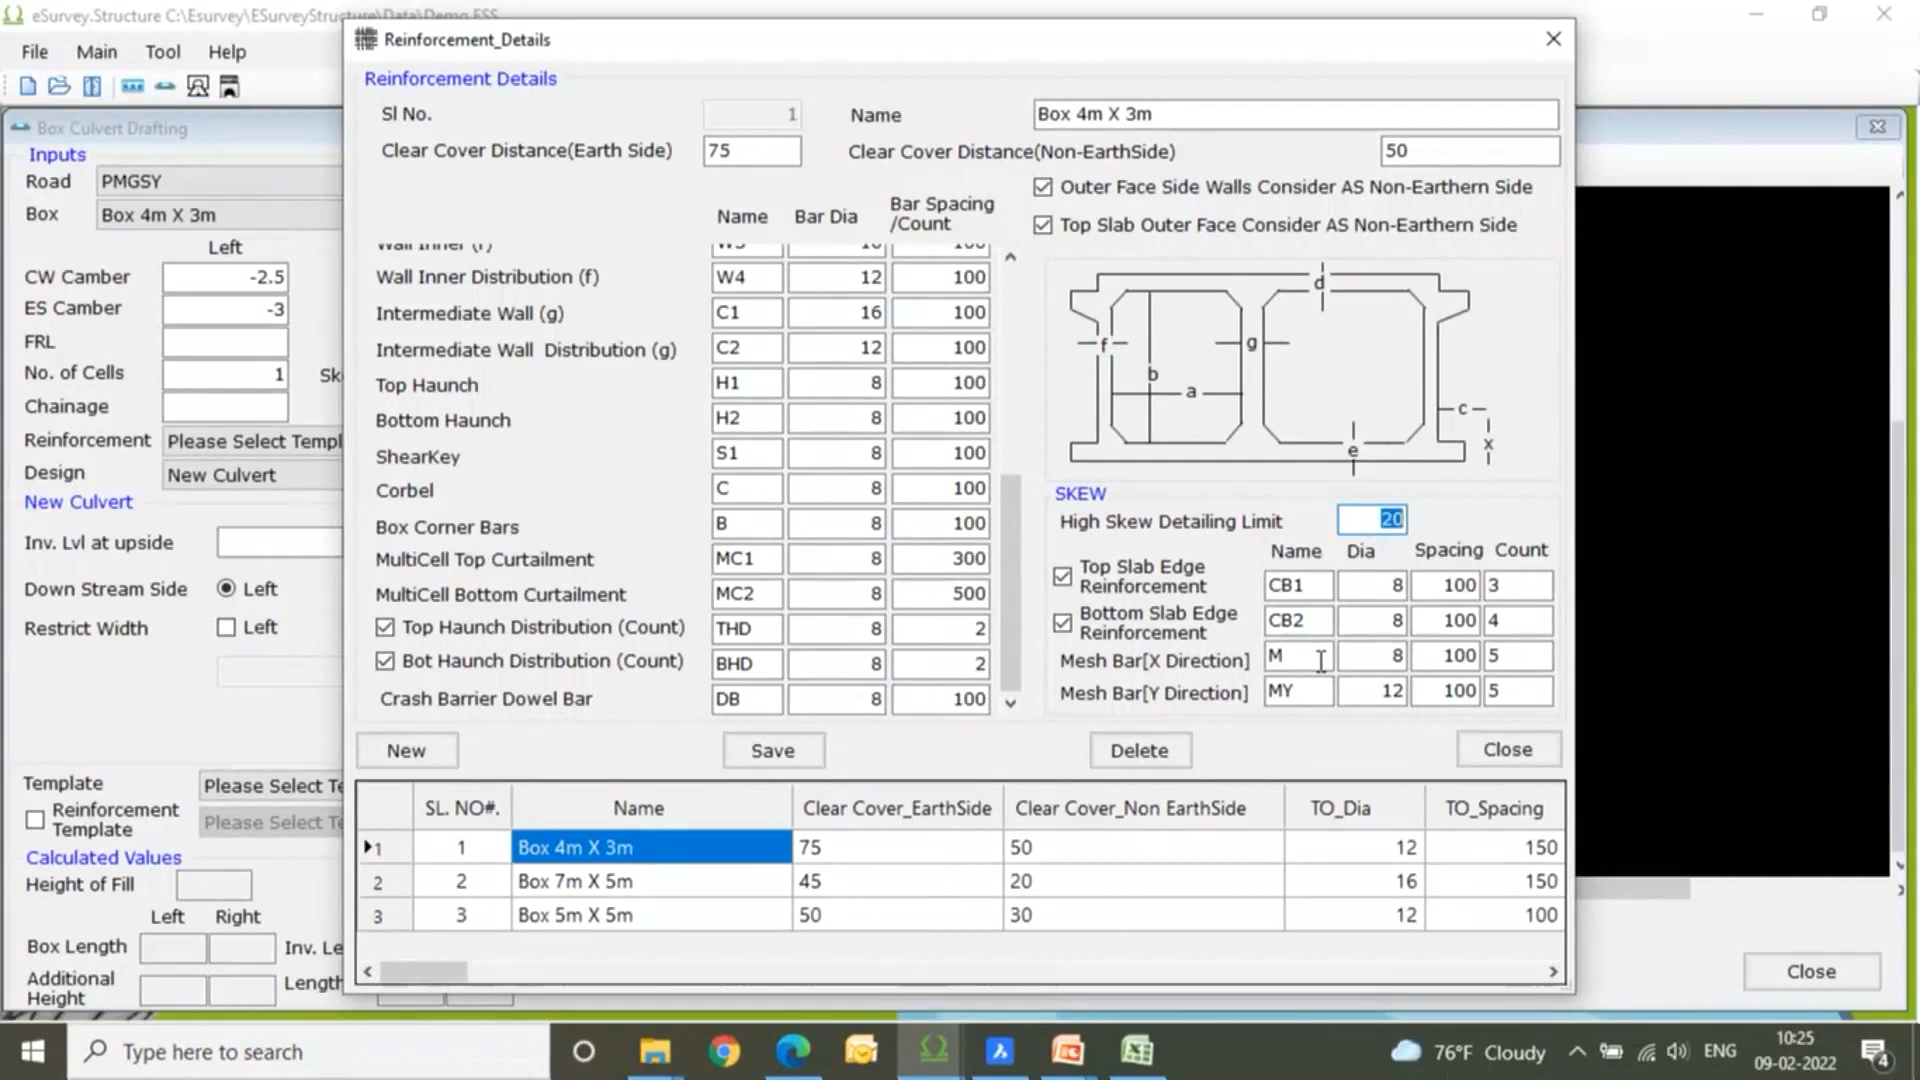 eSurvey.Structure C:\Esurvey\ESurveyStructure\Data\Demo.ESS
File Main Tool Help
Box Culvert Drafting
Inputs
Road PMGSY
Box Box 4m X 3m
Left
CW Camber -2.5
ES Camber -3
FRL
No. of Cells 1 Sk
Chainage
Reinforcement Please Select Templ
Design New Culvert
New Culvert
Inv. Lvl at upside
Down Stream Side Left
Restrict Width Left
Template Please Select Te
Reinforcement Template Please Select Te
Calculated Values
Height of Fill
Left Right
Box Length Inv. Le
Additional Height Length
Reinforcement_Details
Reinforcement Details
Sl No. 1 Name Box 4m X 3m
Clear Cover Distance(Earth Side) 75 Clear Cover Distance(Non-EarthSide) 50
Outer Face Side Walls Consider AS Non-Earthern Side
Top Slab Outer Face Consider AS Non-Earthern Side
Name Bar Dia Bar Spacing /Count
Wall Inner (f) W3 16 100
Wall Inner Distribution (f) W4 12 100
Intermediate Wall (g) C1 16 100
Intermediate Wall Distribution (g) C2 12 100
Top Haunch H1 8 100
Bottom Haunch H2 8 100
ShearKey S1 8 100
Corbel C 8 100
Box Corner Bars B 8 100
MultiCell Top Curtailment MC1 8 300
MultiCell Bottom Curtailment MC2 8 500
Top Haunch Distribution (Count) THD 8 2
Bot Haunch Distribution (Count) BHD 8 2
Crash Barrier Dowel Bar DB 8 100
d
f
g
b
a
c
x
e
SKEW
High Skew Detailing Limit 20
Name Dia Spacing Count
Top Slab Edge Reinforcement CB1 8 100 3
Bottom Slab Edge Reinforcement CB2 8 100 4
Mesh Bar[X Direction] M 8 100 5
Mesh Bar[Y Direction] MY 12 100 5
New Save Delete Close
SL. NO#. Name Clear Cover_EarthSide Clear Cover_Non EarthSide TO_Dia TO_Spacing
1 1 Box 4m X 3m 75 50 12 150
2 2 Box 7m X 5m 45 20 16 150
3 3 Box 5m X 5m 50 30 12 100
Close
Type here to search
76°F Cloudy
ENG
10:25
09-02-2022
4